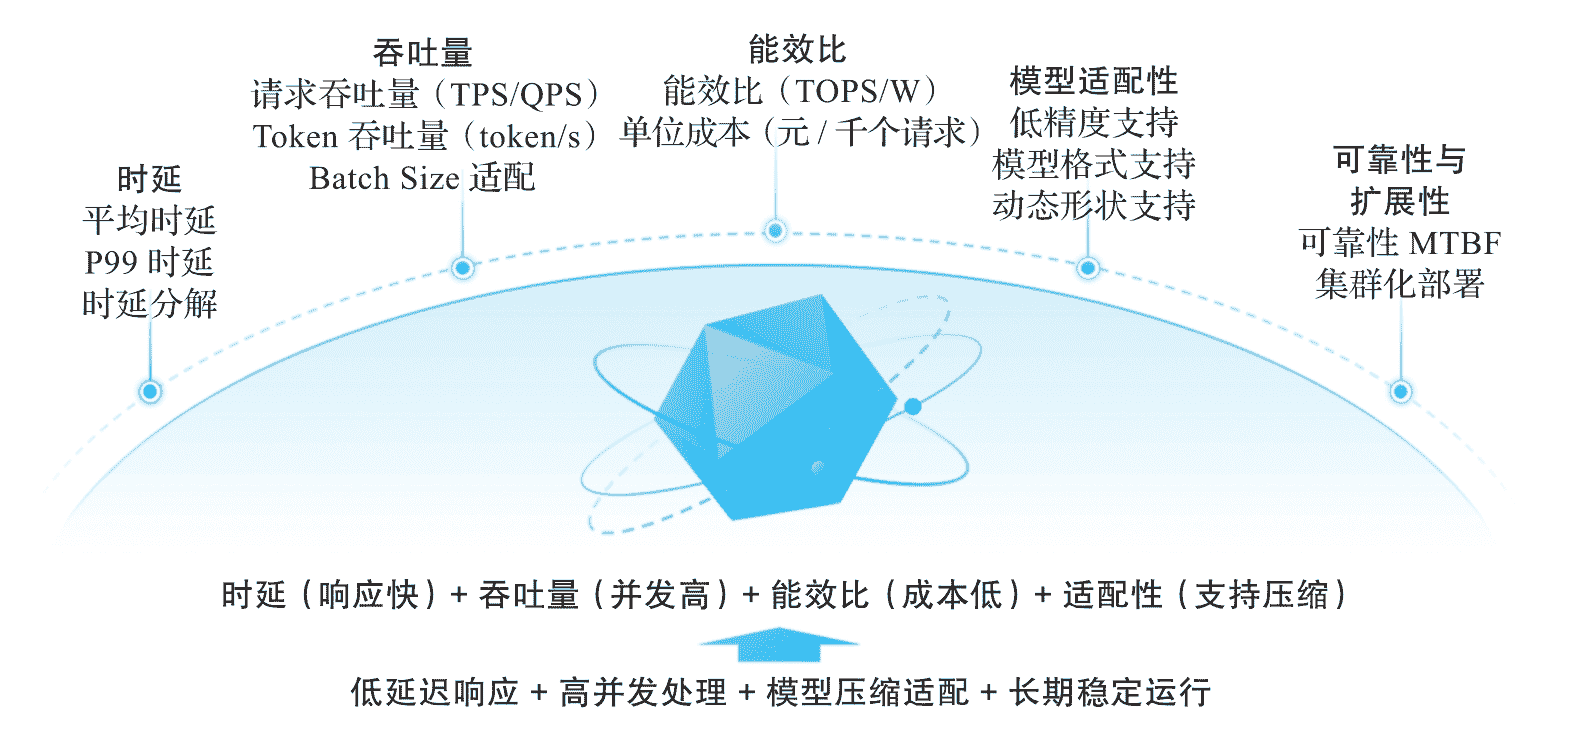 时延
平均时延
P99 时延
时延分解
吞吐量
请求吞吐量（TPS/QPS）
Token 吞吐量（token/s）
Batch Size 适配
能效比
能效比（TOPS/W）
单位成本（元 / 千个请求）
模型适配性
低精度支持
模型格式支持
动态形状支持
可靠性与
扩展性
可靠性 MTBF
集群化部署
时延（响应快）+ 吞吐量（并发高）+ 能效比（成本低）+ 适配性（支持压缩）
低延迟响应 + 高并发处理 + 模型压缩适配 + 长期稳定运行